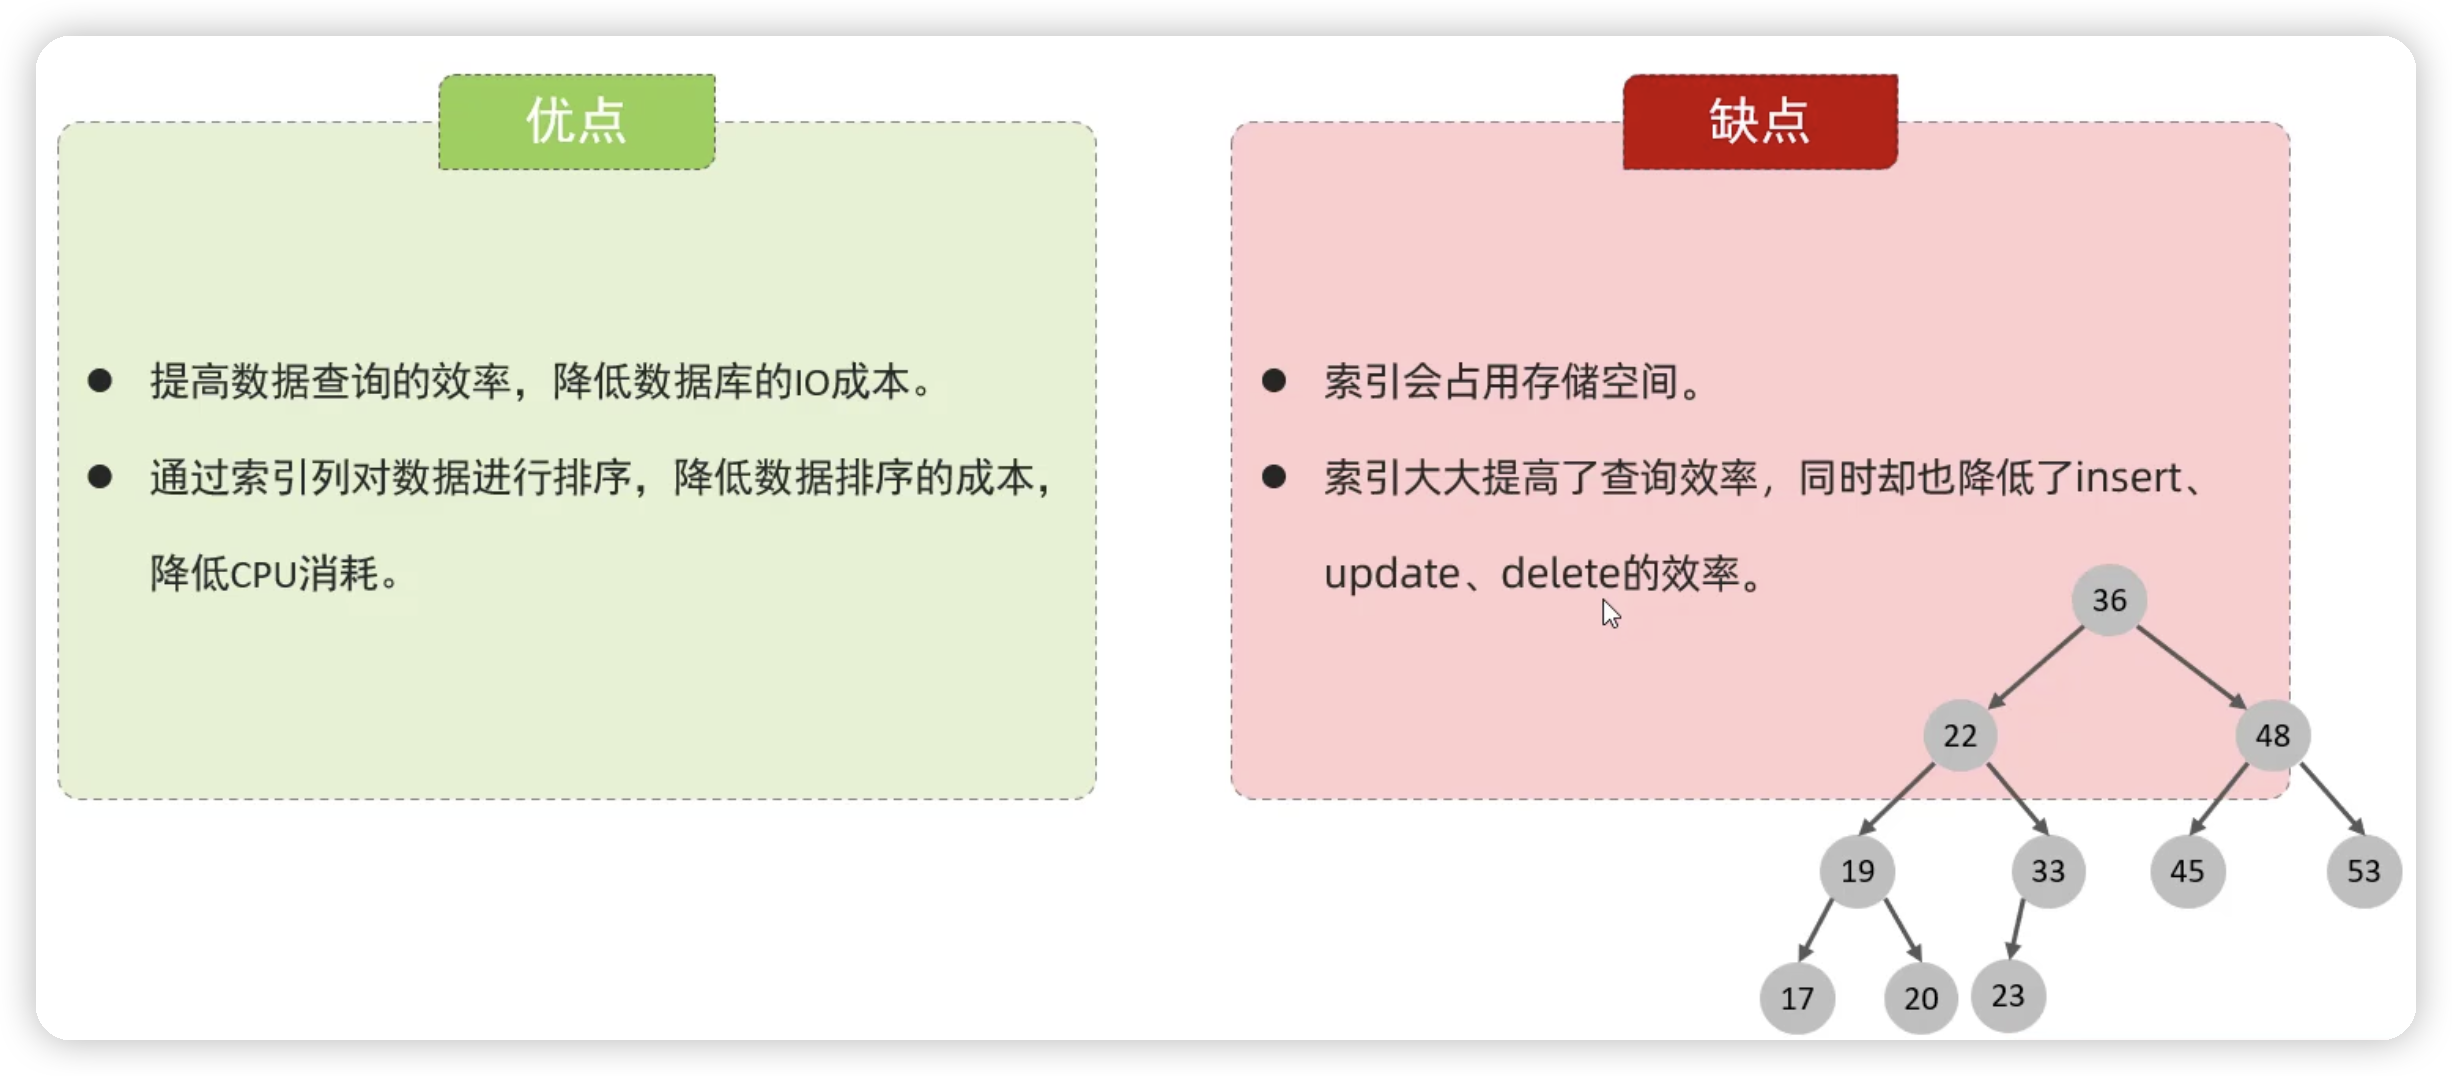 优点
● 提高数据查询的效率，降低数据库的IO成本。
● 通过索引列对数据进行排序，降低数据排序的成本，
降低CPU消耗。
缺点
● 索引会占用存储空间。
● 索引大大提高了查询效率，同时却也降低了insert、
update、delete的效率。
36
22 48
19 33 45 53
17 20 23